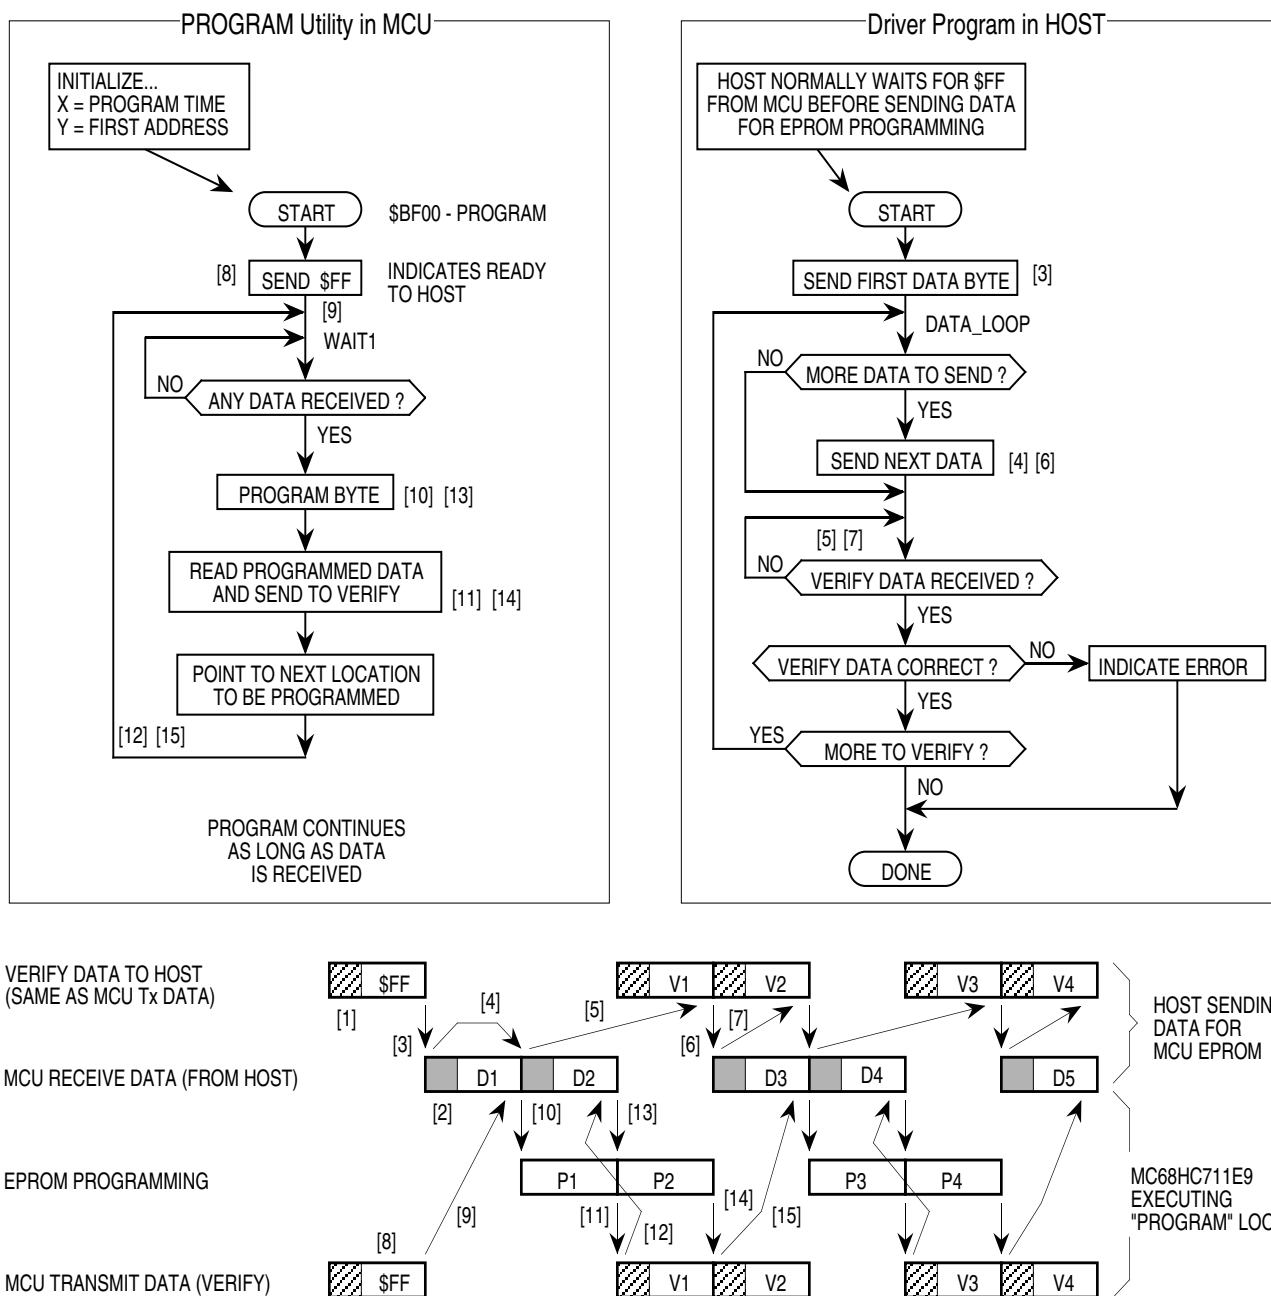 PROGRAM Utility in MCU
INITIALIZE...
X = PROGRAM TIME
Y = FIRST ADDRESS
START
$BF00 - PROGRAM
[8]
SEND $FF
INDICATES READY
TO HOST
[9]
WAIT1
NO
ANY DATA RECEIVED ?
YES
PROGRAM BYTE
[10] [13]
READ PROGRAMMED DATA
AND SEND TO VERIFY
[11] [14]
POINT TO NEXT LOCATION
TO BE PROGRAMMED
[12] [15]
PROGRAM CONTINUES
AS LONG AS DATA
IS RECEIVED
Driver Program in HOST
HOST NORMALLY WAITS FOR $FF
FROM MCU BEFORE SENDING DATA
FOR EPROM PROGRAMMING
START
SEND FIRST DATA BYTE
[3]
DATA_LOOP
NO
MORE DATA TO SEND ?
YES
SEND NEXT DATA
[4] [6]
[5] [7]
NO
VERIFY DATA RECEIVED ?
YES
VERIFY DATA CORRECT ?
NO
INDICATE ERROR
YES
YES
MORE TO VERIFY ?
NO
DONE
VERIFY DATA TO HOST
(SAME AS MCU Tx DATA)
$FF
V1
V2
V3
V4
[1]
[3]
[4]
[5]
[6]
[7]
HOST SENDIN
DATA FOR
MCU EPROM
MCU RECEIVE DATA (FROM HOST)
D1
D2
D3
D4
D5
[2]
[10]
[13]
EPROM PROGRAMMING
P1
P2
P3
P4
MC68HC711E9
EXECUTING
"PROGRAM" LOO
[9]
[11]
[12]
[14]
[15]
[8]
MCU TRANSMIT DATA (VERIFY)
$FF
V1
V2
V3
V4